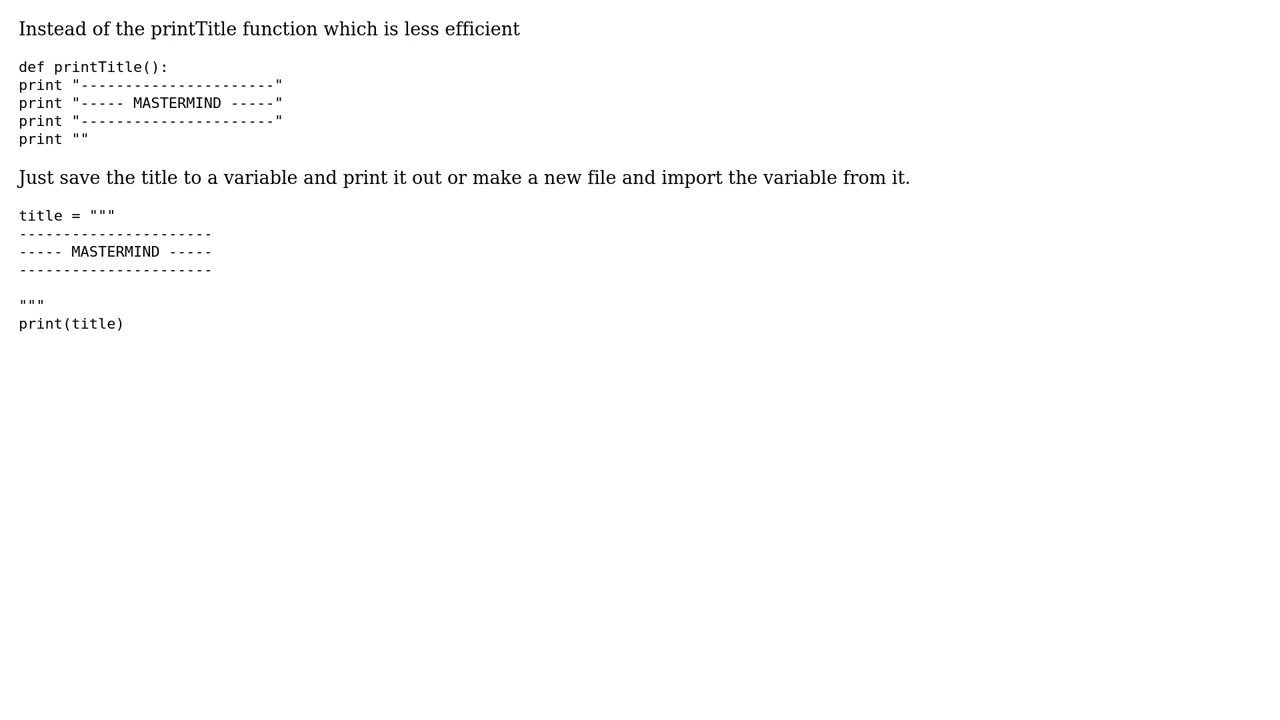 Instead of the printTitle function which is less efficient
def printTitle():
print "----------------------"
print "----- MASTERMIND -----"
print "----------------------"
print ""
Just save the title to a variable and print it out or make a new file and import the variable from it.
title = """
----------------------
----- MASTERMIND -----
----------------------
"""
print(title)